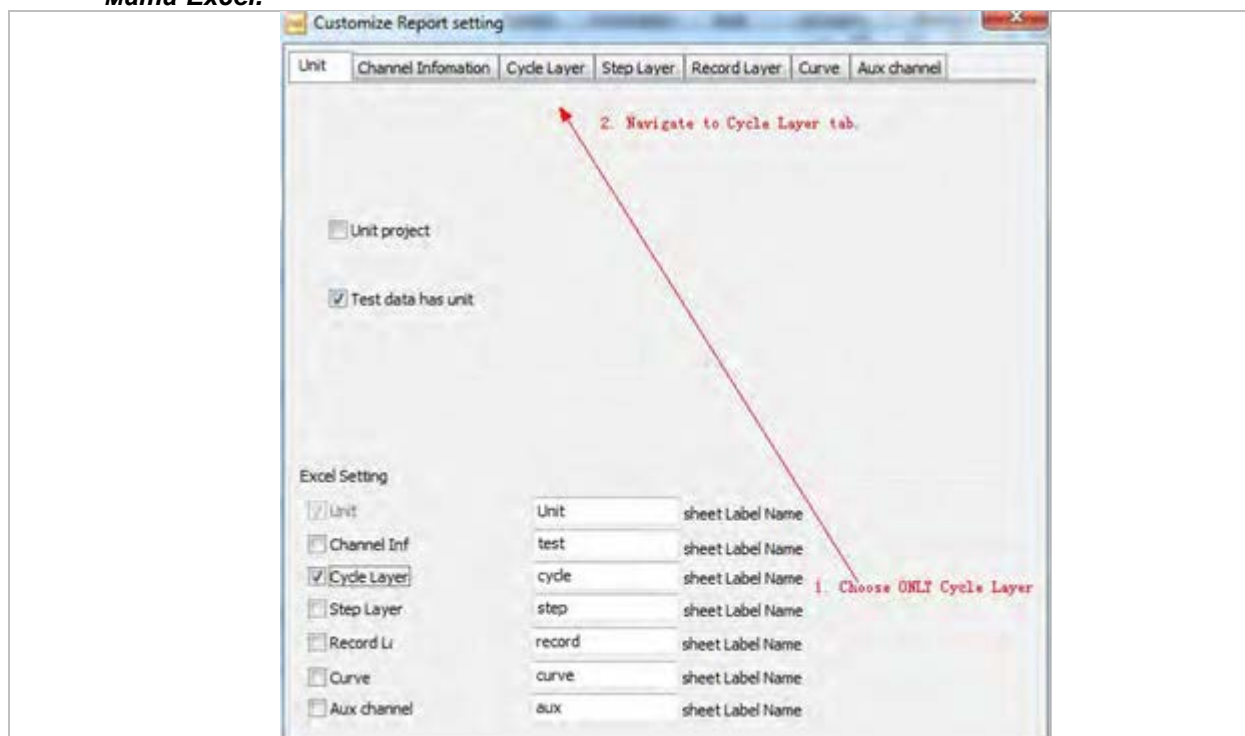 Mama Excel.
Customize Report setting
Unit Channel Infomation Cycle Layer Step Layer Record Layer Curve Aux channel
2. Navigate to Cycle Layer tab.
Unit project
Test data has unit
Excel Setting
Unit Unit sheet Label Name
Channel Inf test sheet Label Name
Cycle Layer cycle sheet Label Name
1. Choose ONLY Cycle Layer
Step Layer step sheet Label Name
Record record sheet Label Name
Curve curve sheet Label Name
Aux channel aux sheet Label Name